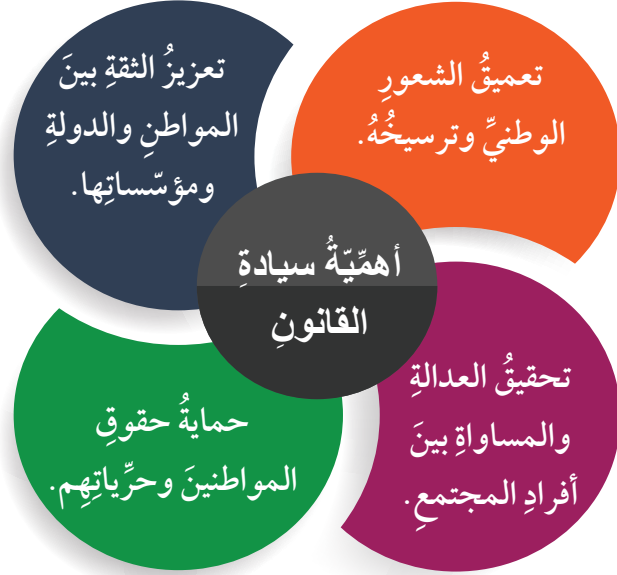 أهمِّيّةُ سيادةِ
القانونِ
تعميقُ الشعورِ
الوطنيِّ وترسيخُهُ.
تعزيزُ الثقةِ بينَ
المواطنِ والدولةِ
ومؤسّساتِها.
تحقيقُ العدالةِ
والمساواةِ بينَ
أفرادِ المجتمعِ.
حمايةُ حقوقِ
المواطنينَ وحرِّياتِهِم.